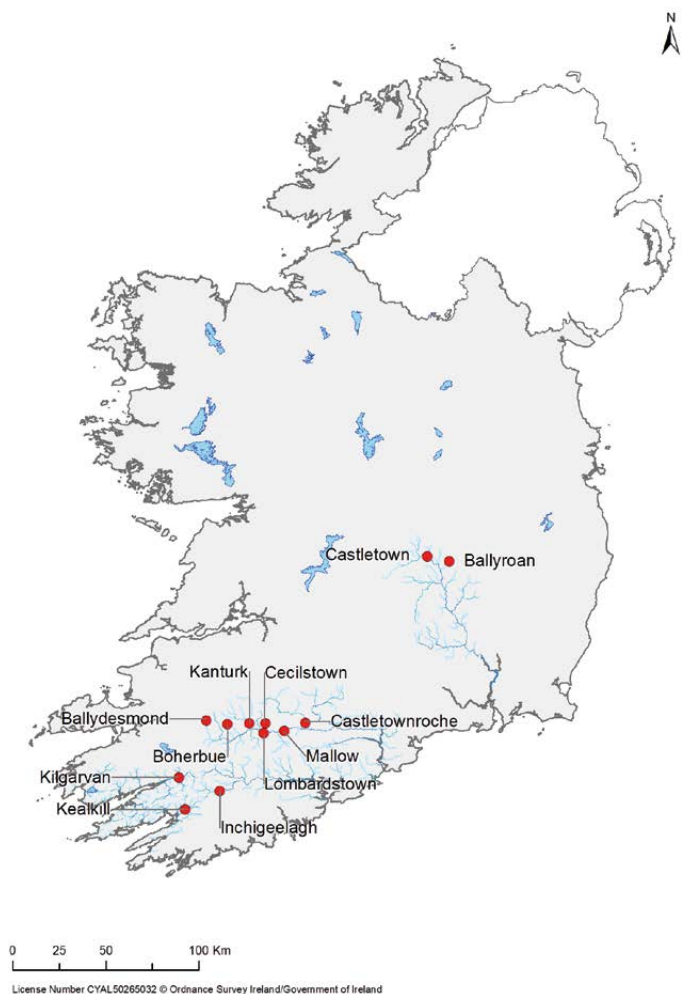 N
Castletown
Ballyroan
Kanturk
Cecilstown
Ballydesmond
Castletownroche
Boherbue
Mallow
Kilgarvan
Lombardstown
Kealkill
Inchigeelagh
0 25 50 100 Km
License Number CYAL50265032 © Ordnance Survey Ireland/Government of Ireland